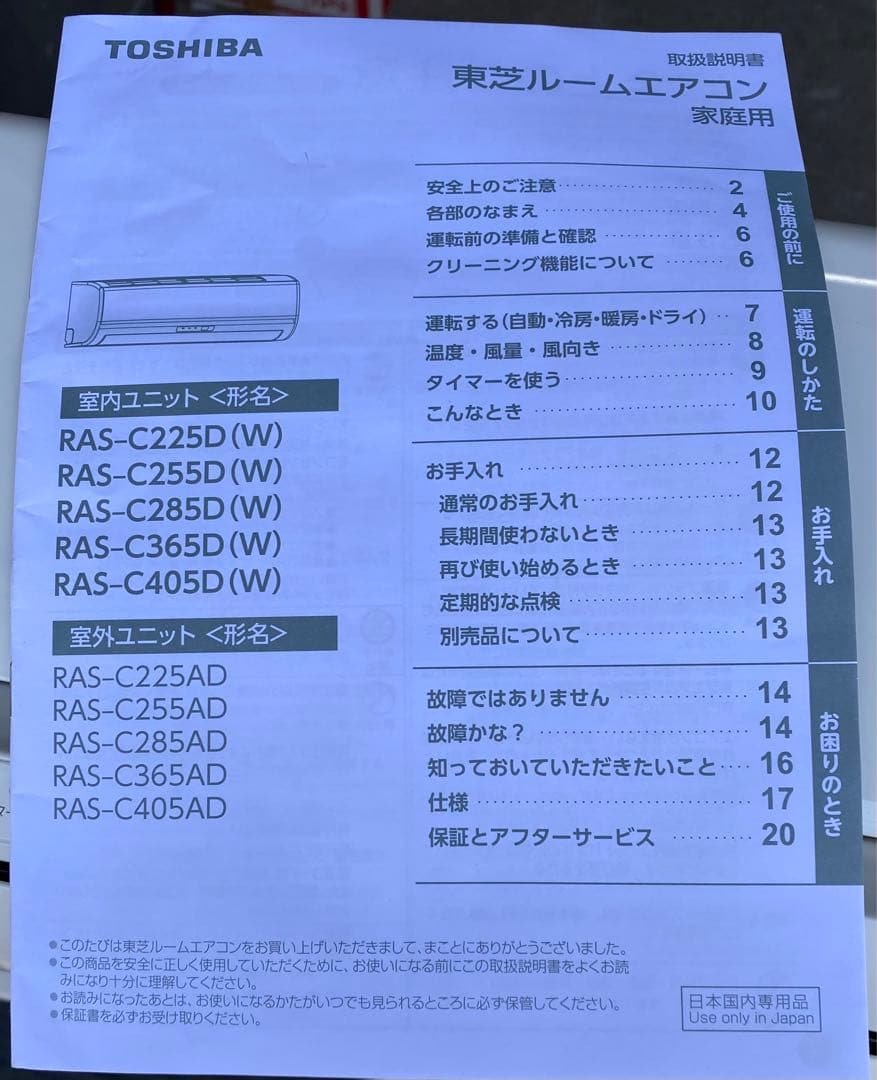 TOSHIBA
取扱説明書
東芝ルームエアコン
家庭用
安全上のご注意 2
各部のなまえ 4
運転前の準備と確認 6
クリーニング機能について 6
ご使用の前に
運転する(自動・冷房・暖房・ドライ) 7
温度・風量・風向き 8
タイマーを使う 9
こんなとき 10
運転のしかた
お手入れ 12
通常のお手入れ 12
長期間使わないとき 13
再び使い始めるとき 13
定期的な点検 13
別売品について 13
お手入れ
故障ではありません 14
故障かな? 14
知っておいていただきたいこと 16
仕様 17
保証とアフターサービス 20
お困りのとき
室内ユニット <形名>
RAS-C225D(W)
RAS-C255D(W)
RAS-C285D(W)
RAS-C365D(W)
RAS-C405D(W)
室外ユニット <形名>
RAS-C225AD
RAS-C255AD
RAS-C285AD
RAS-C365AD
RAS-C405AD
●このたびは東芝ルームエアコンをお買い上げいただきまして、まことにありがとうございました。
●この商品を安全に正しく使用していただくために、お使いになる前にこの取扱説明書をよくお読
みになり十分に理解してください。
●お読みになったあとは、お使いになるかたがいつでも見られるところに必ず保管してください。
●保証書を必ずお受け取りください。
日本国内専用品
Use only in Japan